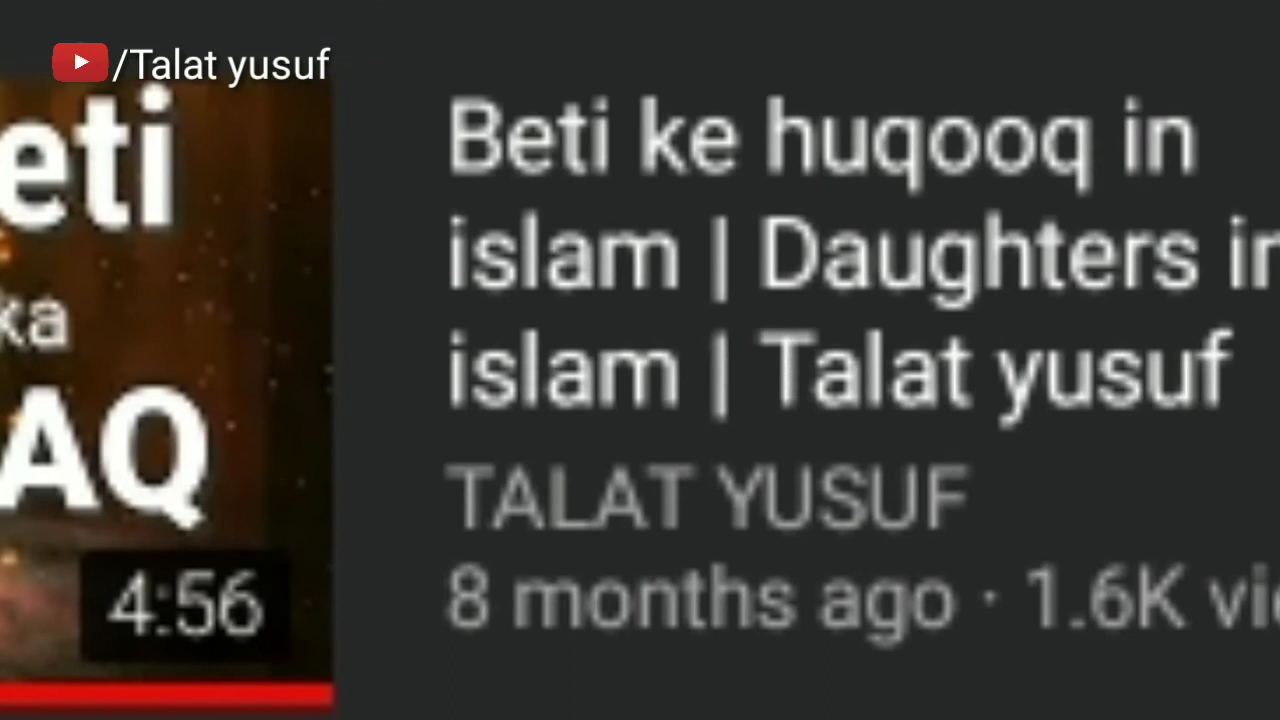 /Talat yusuf
eti
ka
AQ
4:56
Beti ke huqooq in
islam | Daughters in
islam | Talat yusuf
TALAT YUSUF
8 months ago · 1.6K